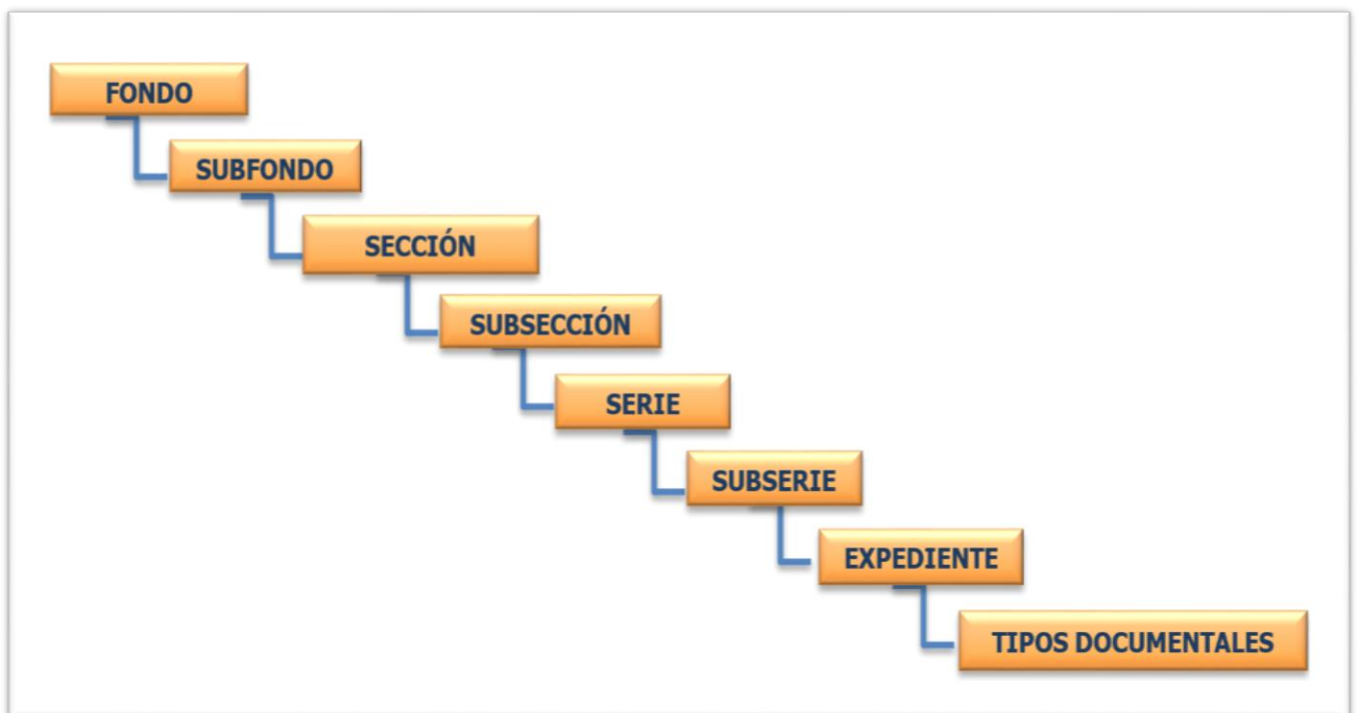 FONDO
SUBFONDO
SECCIÓN
SUBSECCIÓN
SERIE
SUBSERIE
EXPEDIENTE
TIPOS DOCUMENTALES